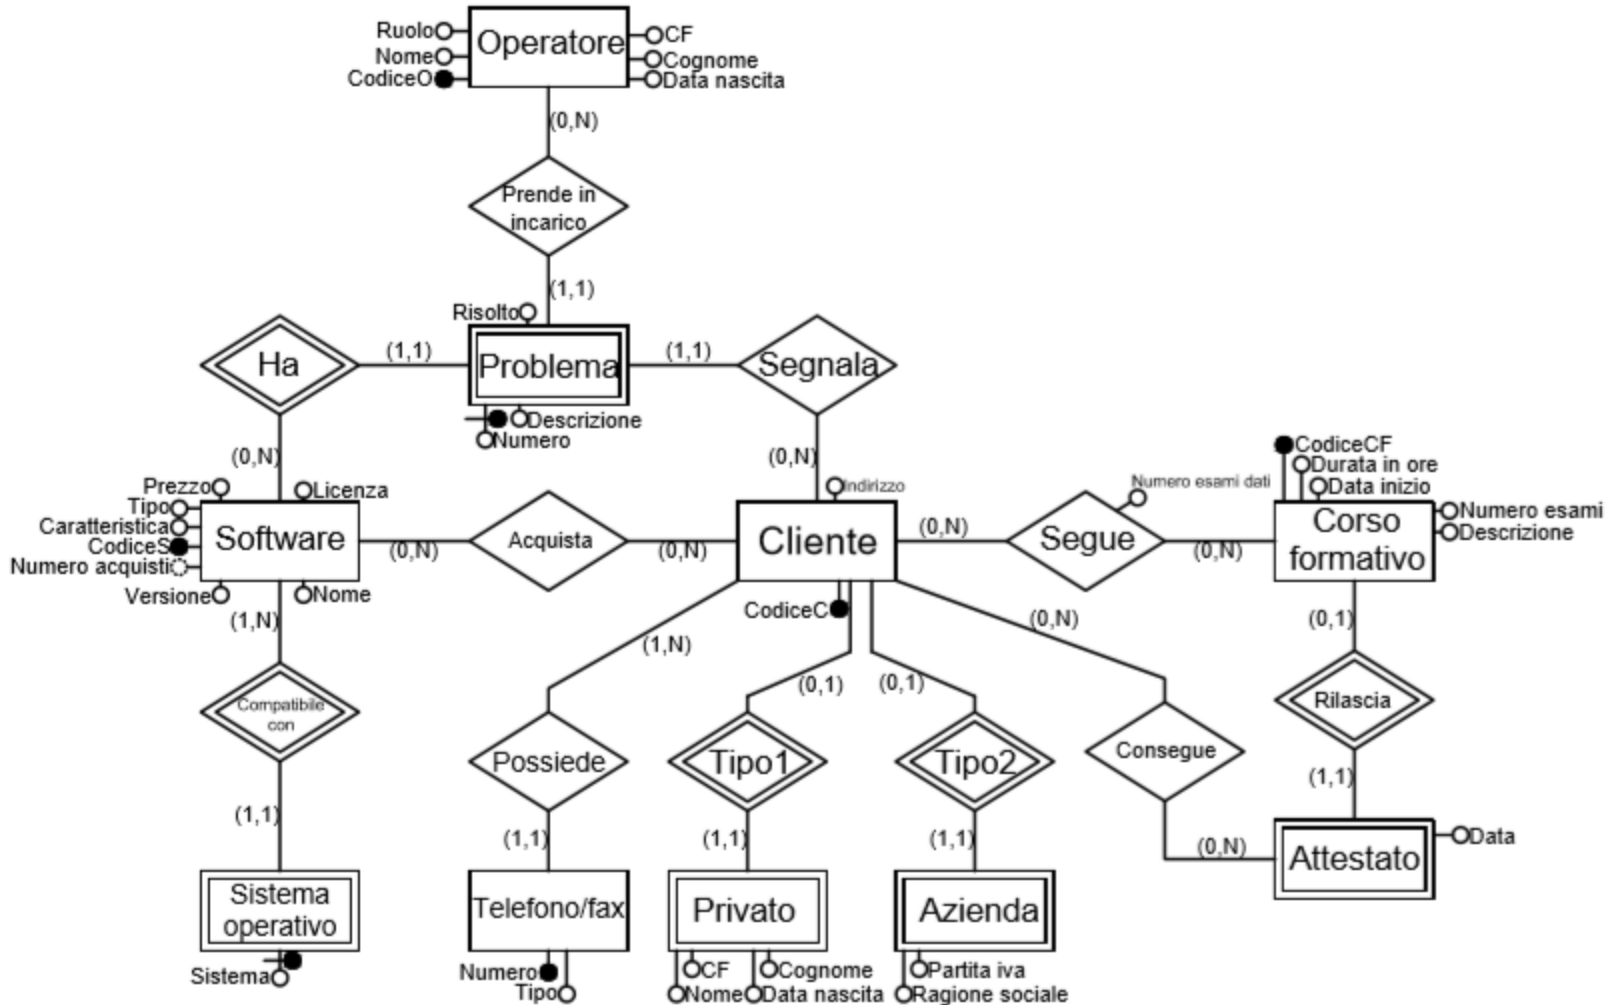 Ruolo
Nome
CodiceO
Operatore
CF
Cognome
Data nascita
(0,N)
Prende in
incarico
(1,1)
Risolto
Ha
(1,1)
Problema
(1,1)
Segnala
Descrizione
Numero
(0,N)
(0,N)
Prezzo
Licenza
Tipo
Caratteristica
CodiceS
Numero acquisti
Versione
Nome
Software
(0,N)
Acquista
(0,N)
Indirizzo
Cliente
CodiceC
(0,N)
Numero esami dati
Segue
(0,N)
CodiceCF
Durata in ore
Data inizio
Numero esami
Descrizione
Corso
formativo
(1,N)
(1,N)
(0,1)
(0,1)
(0,N)
(0,1)
Compatibile
con
Possiede
Tipo1
Tipo2
Consegue
Rilascia
(1,1)
(1,1)
(1,1)
(1,1)
(0,N)
(1,1)
Sistema
operativo
Telefono/fax
Privato
Azienda
Attestato
Data
Sistema
Numero
Tipo
CF
Nome
Cognome
Data nascita
Partita iva
Ragione sociale